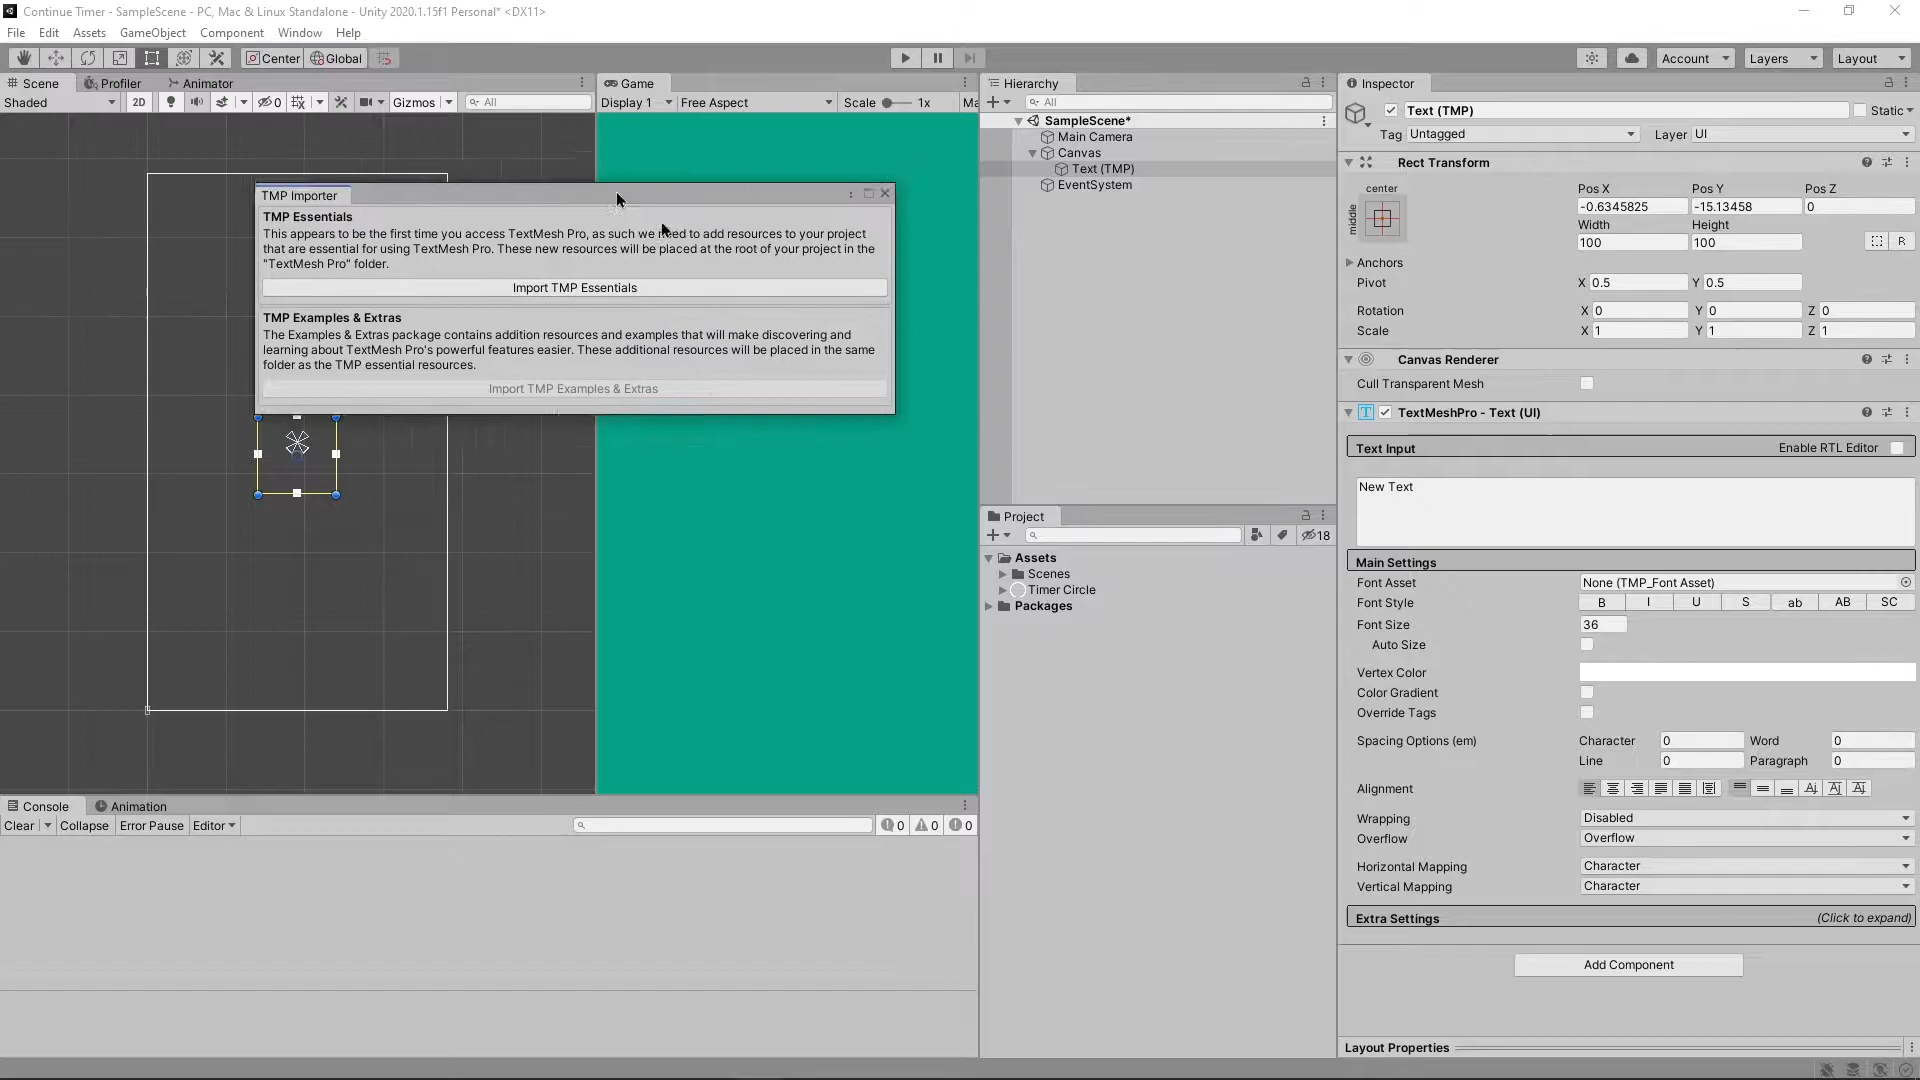 Continue Timer - SampleScene - PC, Mac & Linux Standalone - Unity 2020.1.15f1 Personal* <DX11>
File Edit Assets GameObject Component Window Help
Center Global Account Layers Layout
Scene Profiler Animator
Shaded 2D 0 Gizmos All
Game
Display 1 Free Aspect Scale 1x Ma
TMP Importer
TMP Essentials
This appears to be the first time you access TextMesh Pro, as such we need to add resources to your project
that are essential for using TextMesh Pro. These new resources will be placed at the root of your project in the
"TextMesh Pro" folder.
Import TMP Essentials
TMP Examples & Extras
The Examples & Extras package contains addition resources and examples that will make discovering and
learning about TextMesh Pro's powerful features easier. These additional resources will be placed in the same
folder as the TMP essential resources.
Import TMP Examples & Extras
Console Animation
Clear Collapse Error Pause Editor 0 0 0
Hierarchy
All
SampleScene*
Main Camera
Canvas
Text (TMP)
EventSystem
Project
18
Assets
Scenes
Timer Circle
Packages
Inspector
Text (TMP) Static
Tag Untagged Layer UI
Rect Transform
center
middle
Pos X Pos Y Pos Z
-0.6345825 -15.13458 0
Width Height
100 100 R
Anchors
Pivot X 0.5 Y 0.5
Rotation X 0 Y 0 Z 0
Scale X 1 Y 1 Z 1
Canvas Renderer
Cull Transparent Mesh
TextMeshPro - Text (UI)
Text Input Enable RTL Editor
New Text
Main Settings
Font Asset None (TMP_Font Asset)
Font Style B I U S ab AB SC
Font Size 36
Auto Size
Vertex Color
Color Gradient
Override Tags
Spacing Options (em) Character 0 Word 0
Line 0 Paragraph 0
Alignment
Wrapping Disabled
Overflow Overflow
Horizontal Mapping Character
Vertical Mapping Character
Extra Settings (Click to expand)
Add Component
Layout Properties